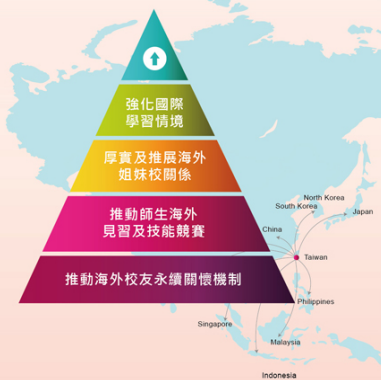 強化國際
學習情境
厚實及推展海外
姐妹校關係
推動師生海外
見習及技能競賽
推動海外校友永續關懷機制
North Korea
South Korea
Japan
China
Taiwan
Philippines
Singapore
Malaysia
Indonesia